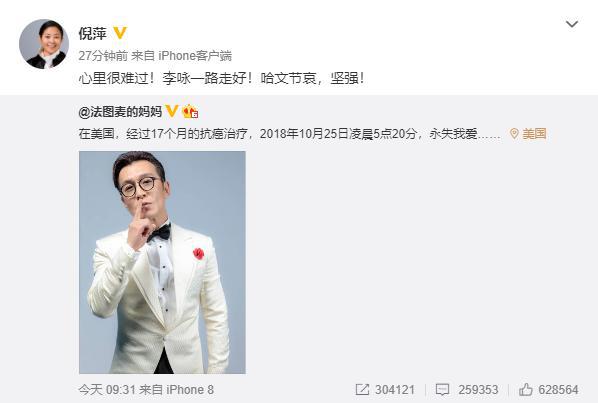 倪萍
27分钟前 来自 iPhone客户端
心里很难过！李咏一路走好！哈文节哀，坚强！
@法图麦的妈妈
在美国，经过17个月的抗癌治疗，2018年10月25日凌晨5点20分，永失我爱…… 美国
今天 09:31 来自 iPhone 8 304121 259353 628564